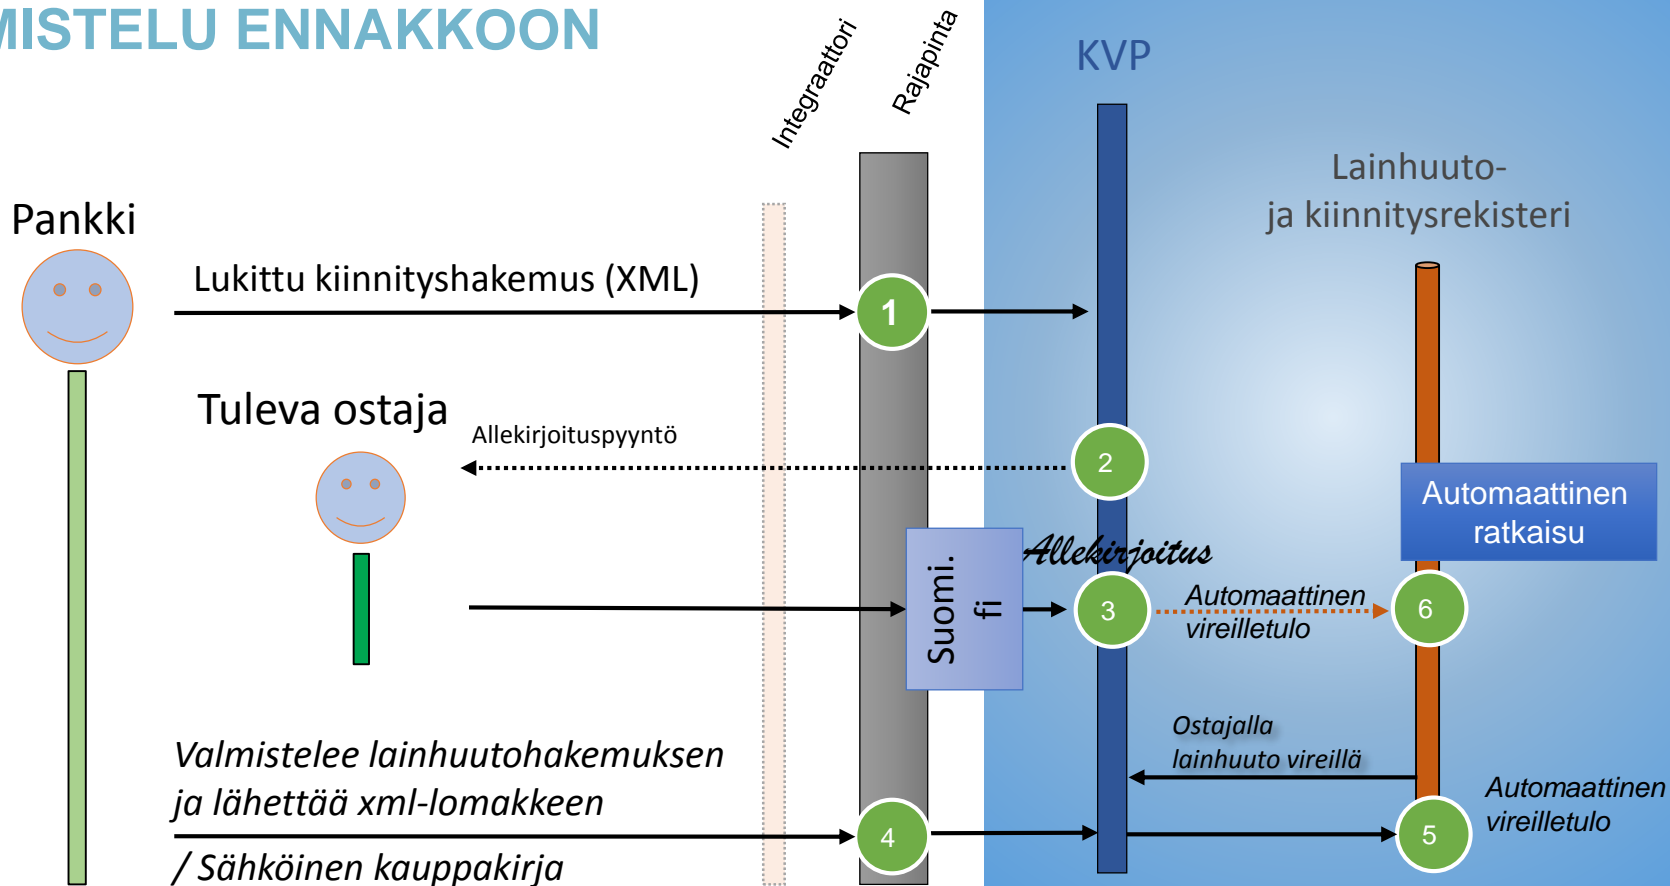 MISTELU ENNAKKOON
Integraattori
Rajapinta
KVP
Lainhuuto-
ja kiinnitysrekisteri
Pankki
Lukittu kiinnityshakemus (XML)
1
Tuleva ostaja
Allekirjoituspyyntö
2
Automaattinen
ratkaisu
Suomi.
fi
Allekirjoitus
3
Automaattinen
vireilletulo
6
Ostajalla
lainhuuto vireillä
Valmistelee lainhuutohakemuksen
ja lähettää xml-lomakkeen
4
/ Sähköinen kauppakirja
5
Automaattinen
vireilletulo